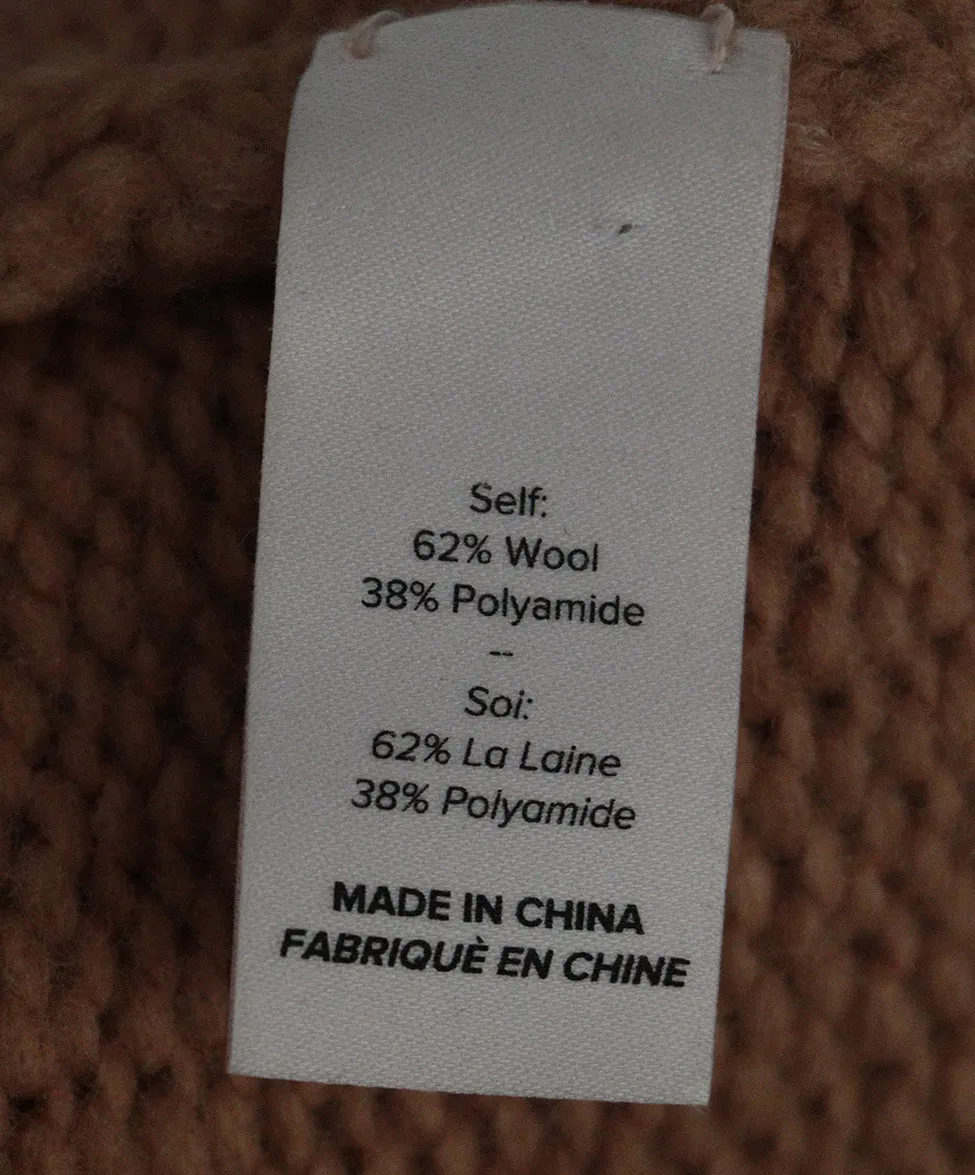 Self:
62% Wool
38% Polyamide
--
Soi:
62% La Laine
38% Polyamide
MADE IN CHINA
FABRIQUÈ EN CHINE